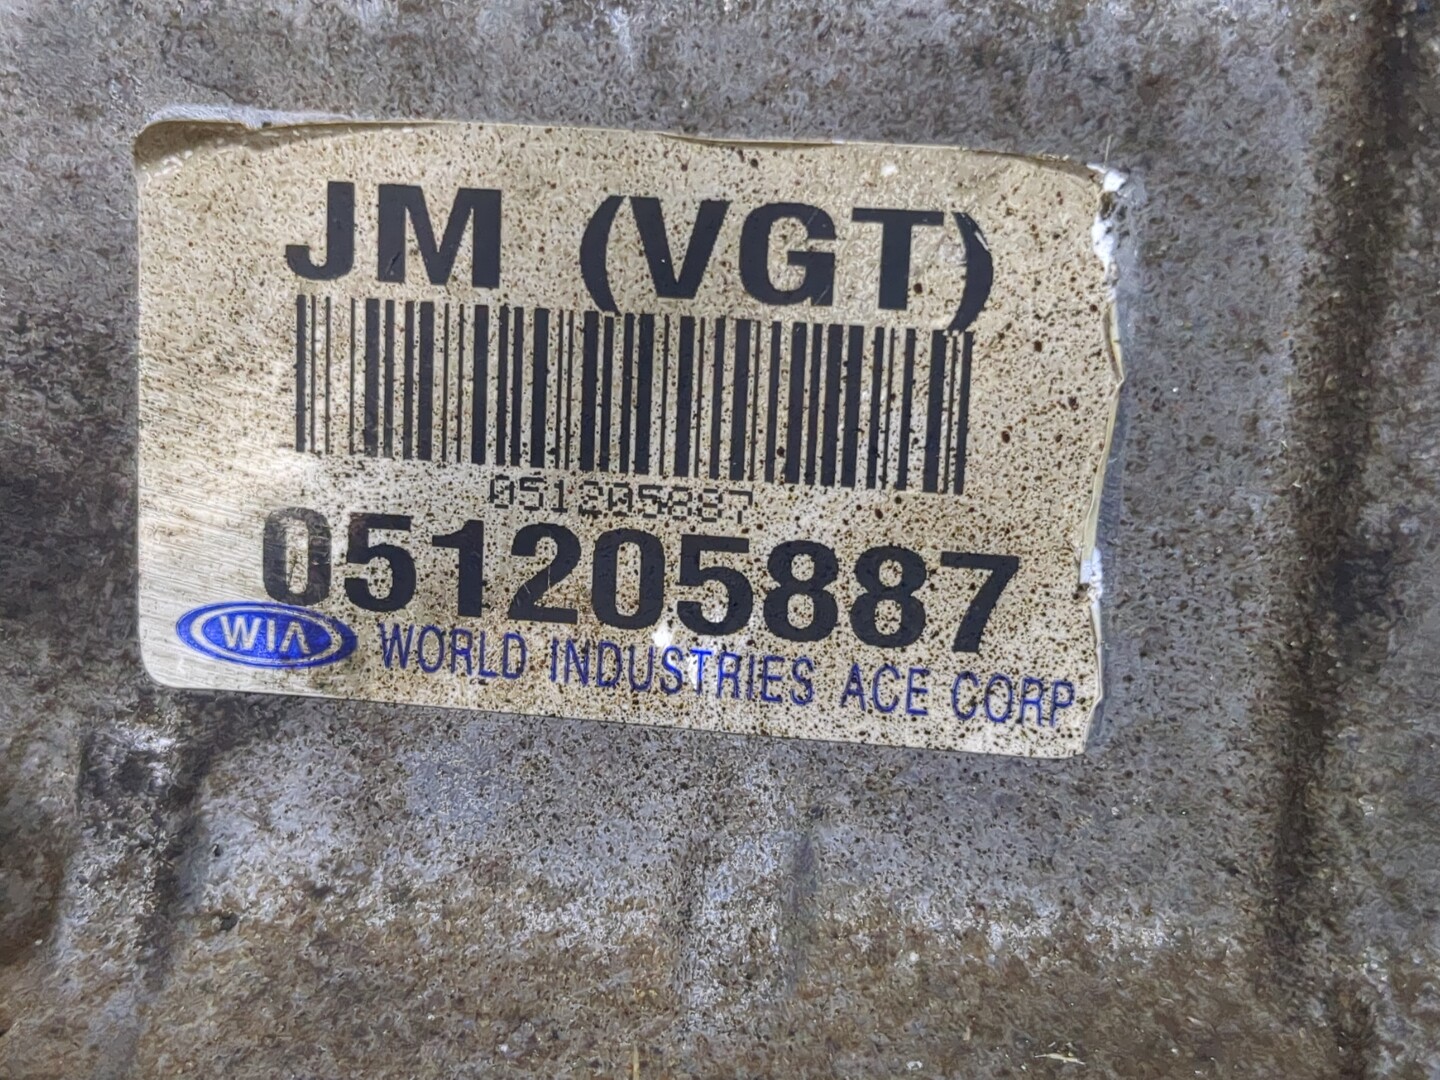 JM (VGT)
051205887
051205887
WIA WORLD INDUSTRIES ACE CORP